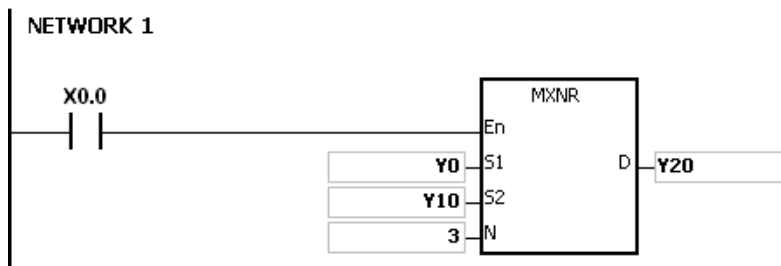 NETWORK 1
X0.0
MXNR
En
Y0 S1 D Y20
Y10 S2
3 N